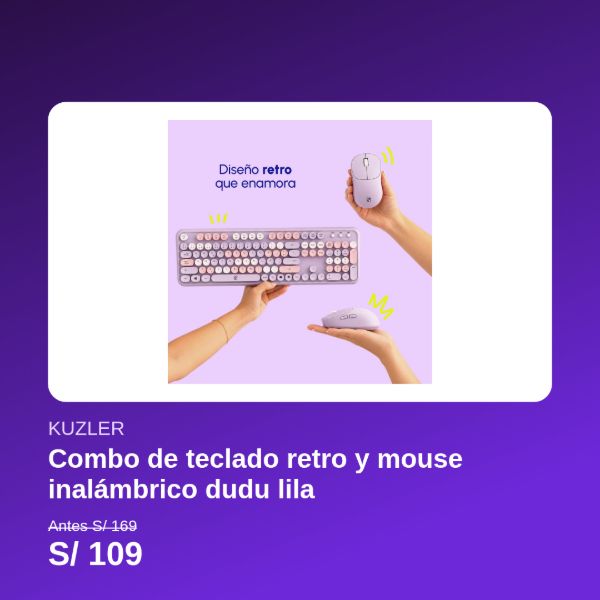 Diseño retro
que enamora
KUZLER
Combo de teclado retro y mouse
inalámbrico dudu lila
Antes S/ 169
S/ 109